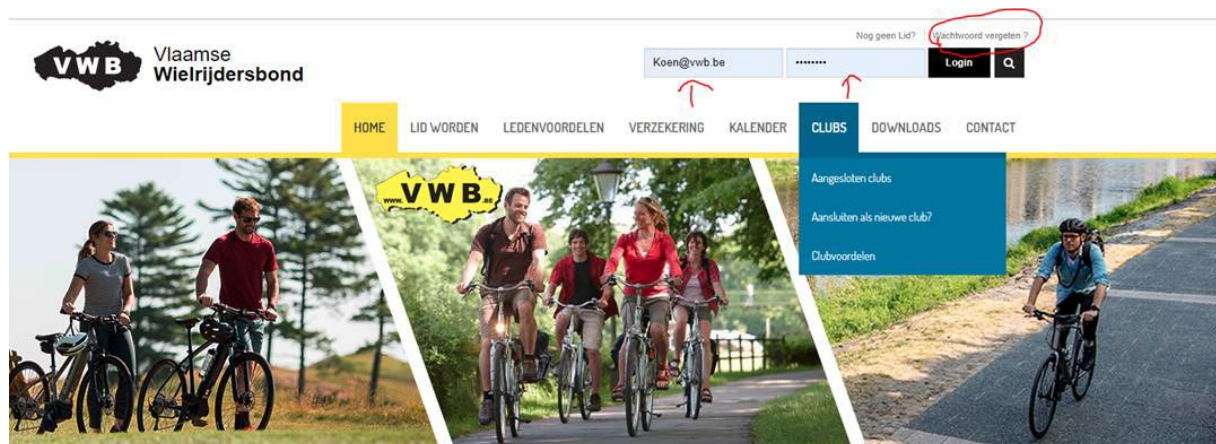 Nog geen Lid? Wachtwoord vergeten ?
VWB Vlaamse
Wielrijdersbond
Koen@vwb.be •••••••• Login
HOME LID WORDEN LEDENVOORDELEN VERZEKERING KALENDER CLUBS DOWNLOADS CONTACT
Aangesloten clubs
Aansluiten als nieuwe club?
Clubvoordelen
www.VWB.BE